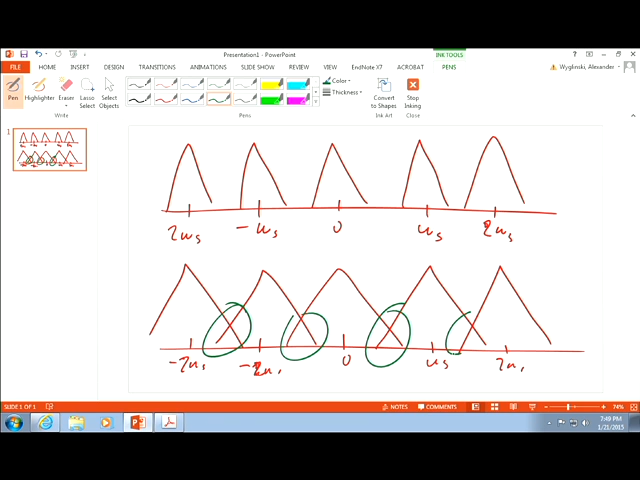 Presentation1 - PowerPoint
INK TOOLS
FILE HOME INSERT DESIGN TRANSITIONS ANIMATIONS SLIDE SHOW REVIEW VIEW EndNote X7 ACROBAT PENS
Wyglinski, Alexander
Pen Highlighter Eraser Lasso Select Select Objects
Color
Thickness
Convert to Shapes
Stop Inking
Write Pens Ink Art Close
1
2ωs -ωs 0 ωs 2ωs
0 ωs
SLIDE 1 OF 1 NOTES COMMENTS 74%
7:49 PM
1/21/2015